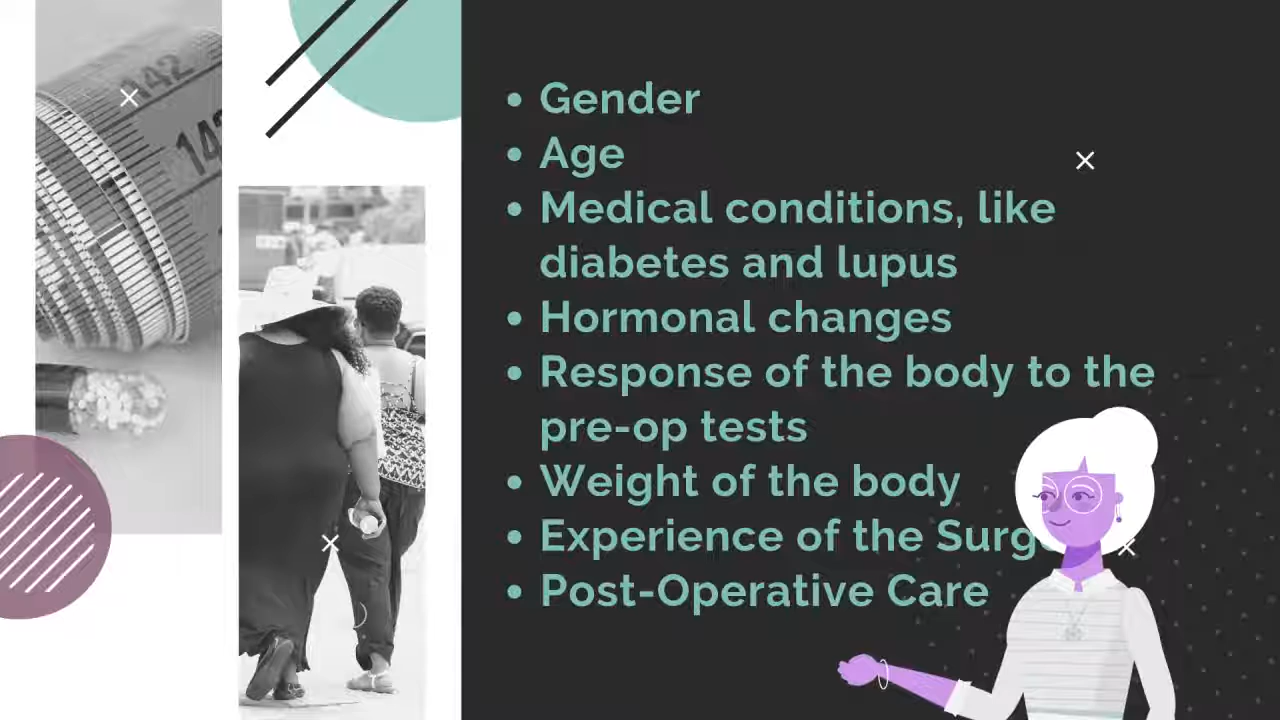 142
• Gender
• Age
• Medical conditions, like
diabetes and lupus
• Hormonal changes
• Response of the body to the
pre-op tests
• Weight of the body
• Experience of the
• Post-Operative Care